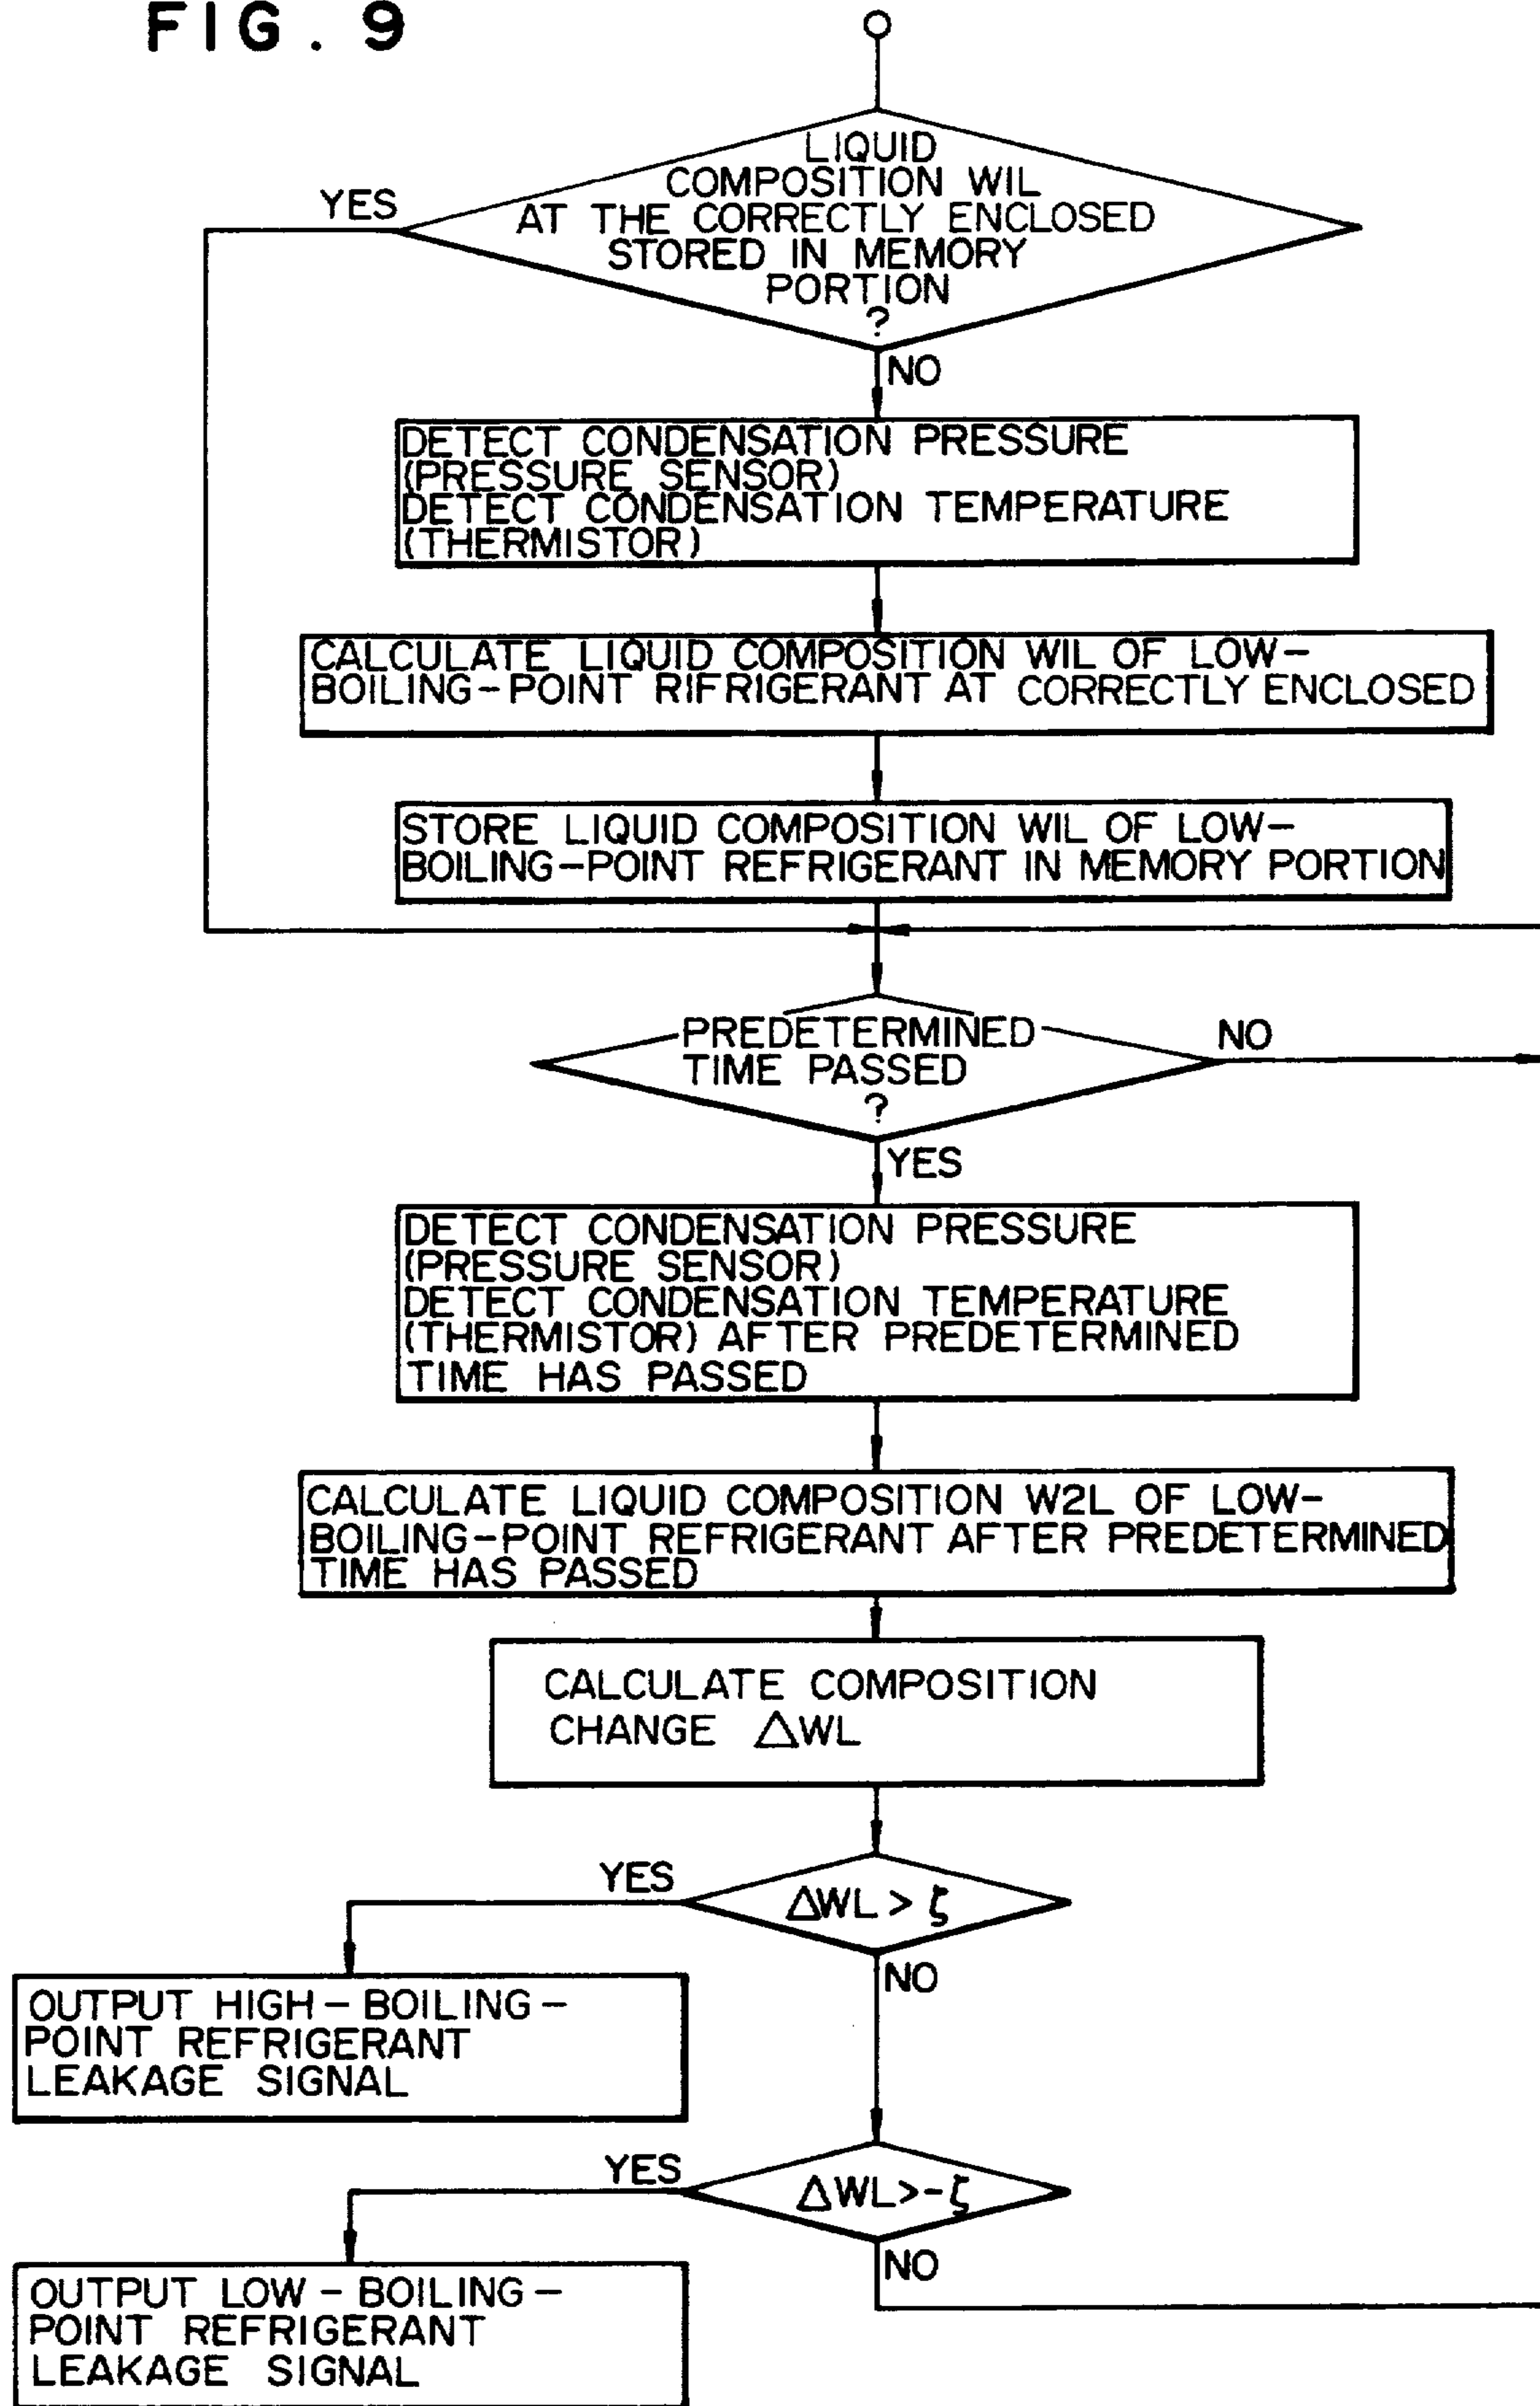 FIG. 9
LIQUID
COMPOSITION WIL
AT THE CORRECTLY ENCLOSED
STORED IN MEMORY
PORTION
?
YES
NO
DETECT CONDENSATION PRESSURE
(PRESSURE SENSOR)
DETECT CONDENSATION TEMPERATURE
(THERMISTOR)
CALCULATE LIQUID COMPOSITION WIL OF LOW-
BOILING-POINT RIFRIGERANT AT CORRECTLY ENCLOSED
STORE LIQUID COMPOSITION WIL OF LOW-
BOILING-POINT REFRIGERANT IN MEMORY PORTION
PREDETERMINED
TIME PASSED
?
NO
YES
DETECT CONDENSATION PRESSURE
(PRESSURE SENSOR)
DETECT CONDENSATION TEMPERATURE
(THERMISTOR) AFTER PREDETERMINED
TIME HAS PASSED
CALCULATE LIQUID COMPOSITION W2L OF LOW-
BOILING-POINT REFRIGERANT AFTER PREDETERMINED
TIME HAS PASSED
CALCULATE COMPOSITION
CHANGE △WL
YES
△WL > ζ
NO
OUTPUT HIGH-BOILING-
POINT REFRIGERANT
LEAKAGE SIGNAL
YES
△WL>-ζ
NO
OUTPUT LOW-BOILING-
POINT REFRIGERANT
LEAKAGE SIGNAL